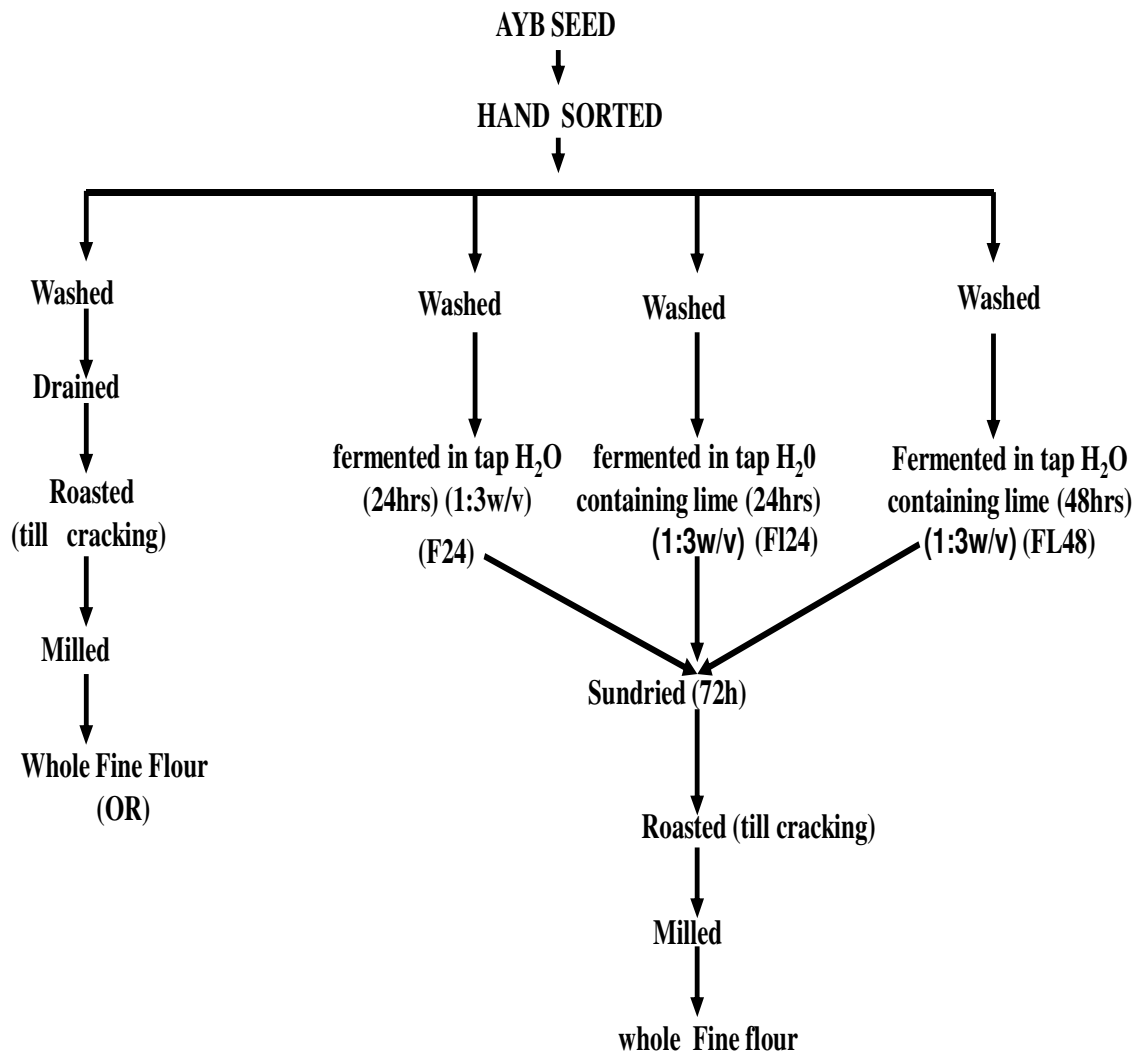 AYB SEED
HAND SORTED
Washed
Drained
Roasted
(till cracking)
Milled
Whole Fine Flour
(OR)
Washed
fermented in tap H₂O
(24hrs) (1:3w/v)
(F24)
Washed
fermented in tap H₂0
containing lime (24hrs)
(1:3w/v) (Fl24)
Washed
Fermented in tap H₂O
containing lime (48hrs)
(1:3w/v) (FL48)
Sundried (72h)
Roasted (till cracking)
Milled
whole Fine flour